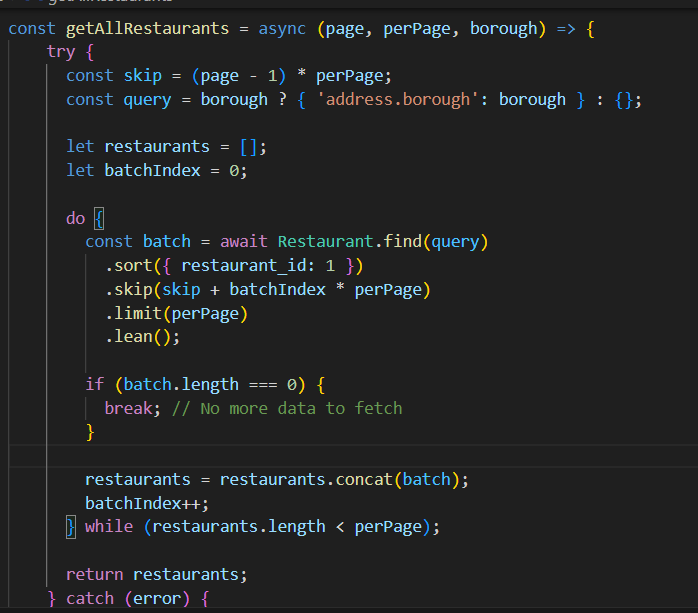 const getAllRestaurants = async (page, perPage, borough) => {
try {
const skip = (page - 1) * perPage;
const query = borough ? { 'address.borough': borough } : {};
let restaurants = [];
let batchIndex = 0;
do {
const batch = await Restaurant.find(query)
.sort({ restaurant_id: 1 })
.skip(skip + batchIndex * perPage)
.limit(perPage)
.lean();
if (batch.length === 0) {
break; // No more data to fetch
}
restaurants = restaurants.concat(batch);
batchIndex++;
} while (restaurants.length < perPage);
return restaurants;
} catch (error) {